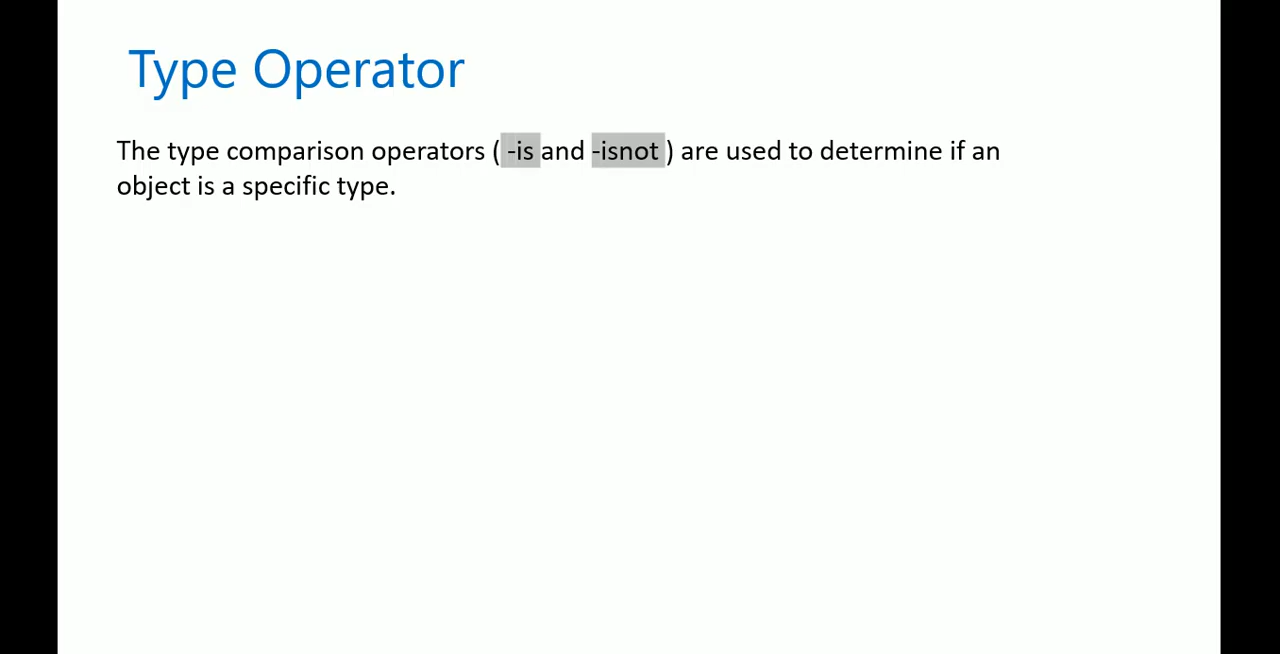 Type Operator
The type comparison operators ( -is and -isnot ) are used to determine if an
object is a specific type.